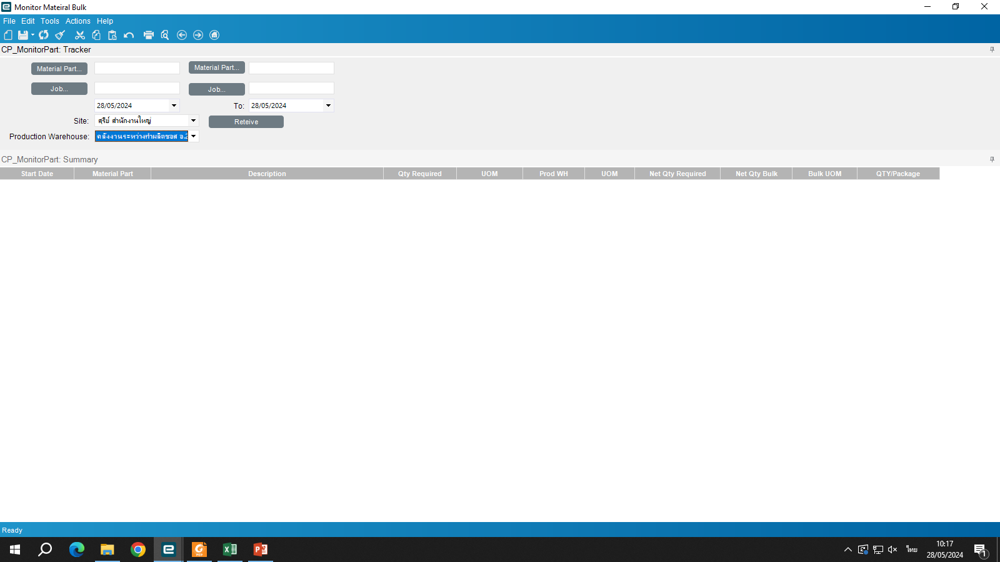 Monitor Mateiral Bulk
File Edit Tools Actions Help
CP_MonitorPart: Tracker
Material Part... Material Part...
Job... Job...
28/05/2024 To: 28/05/2024
Site: สุรีย์ สำนักงานใหญ่ Reteive
Production Warehouse: คลังงานระหว่างทำผลิตซอส อ.2
CP_MonitorPart: Summary
Start Date Material Part Description Qty Required UOM Prod WH UOM Net Qty Required Net Qty Bulk Bulk UOM QTY/Package
Ready
ไทย 10:17
28/05/2024
1